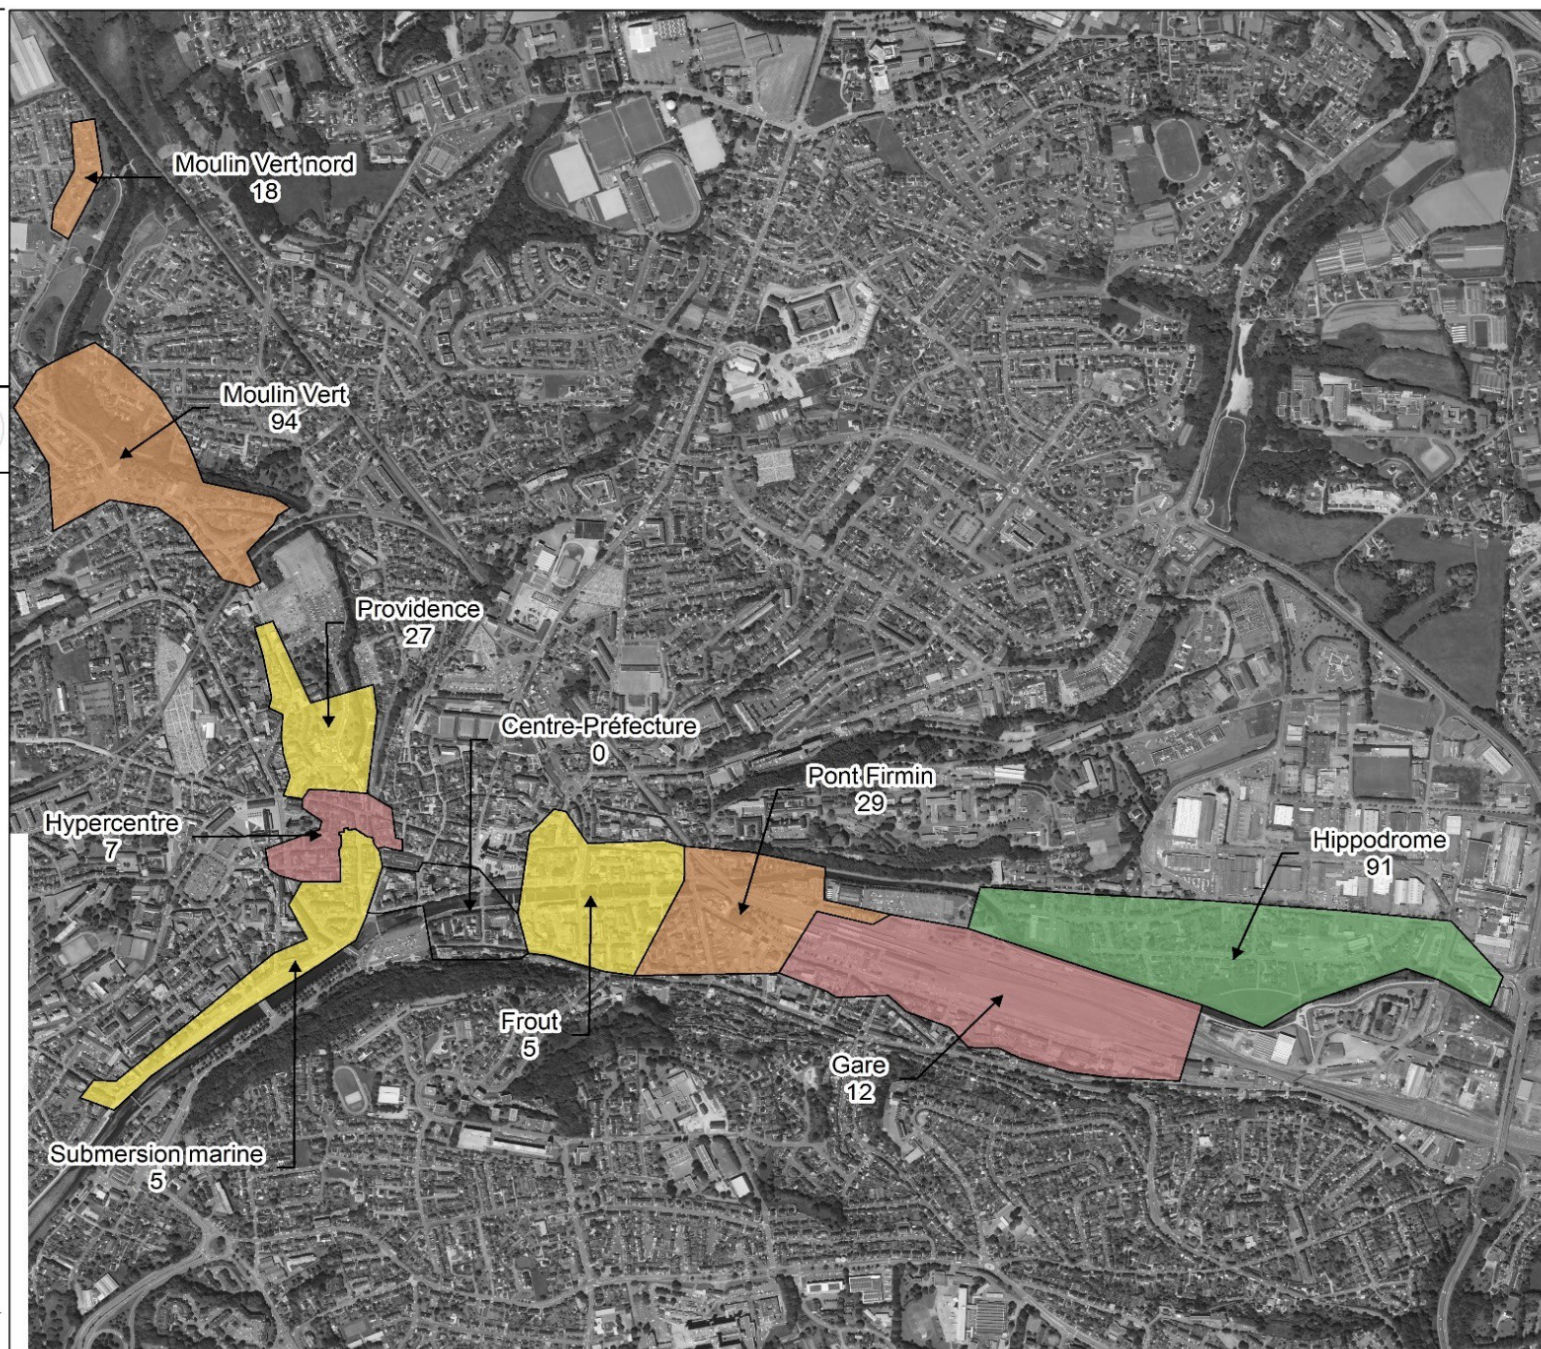 Moulin Vert nord
18
Moulin Vert
94
Providence
27
Centre-Préfecture
0
Pont Firmin
29
Hypercentre
7
Hippodrome
91
Frout
5
Gare
12
Submersion marine
5